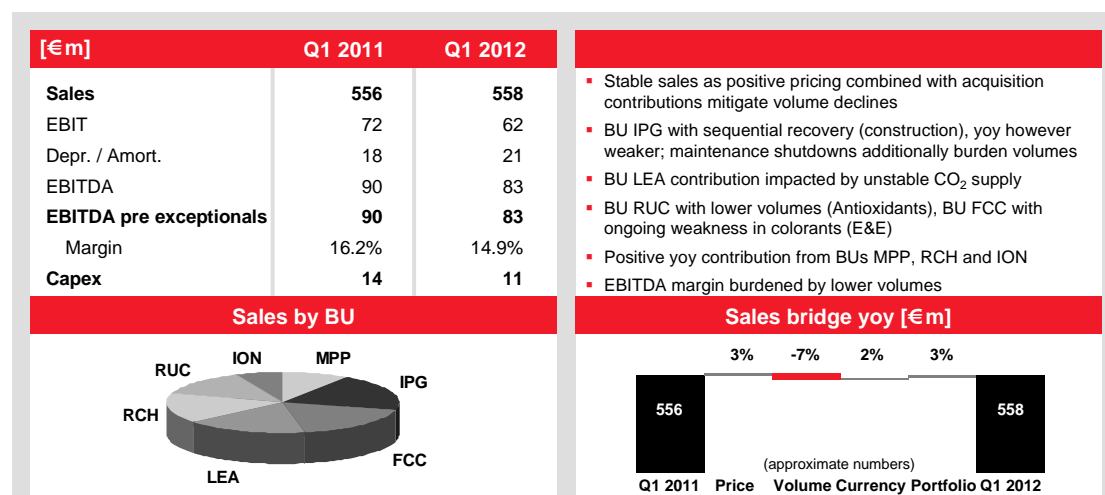 [€m] Q1 2011 Q1 2012
Sales 556 558
EBIT 72 62
Depr. / Amort. 18 21
EBITDA 90 83
EBITDA pre exceptionals 90 83
Margin 16.2% 14.9%
Capex 14 11
▪ Stable sales as positive pricing combined with acquisition
contributions mitigate volume declines
▪ BU IPG with sequential recovery (construction), yoy however
weaker; maintenance shutdowns additionally burden volumes
▪ BU LEA contribution impacted by unstable CO₂ supply
▪ BU RUC with lower volumes (Antioxidants), BU FCC with
ongoing weakness in colorants (E&E)
▪ Positive yoy contribution from BUs MPP, RCH and ION
▪ EBITDA margin burdened by lower volumes
Sales by BU
ION MPP
RUC
IPG
RCH
FCC
LEA
Sales bridge yoy [€m]
3% -7% 2% 3%
556 558
(approximate numbers)
Q1 2011 Price Volume Currency Portfolio Q1 2012